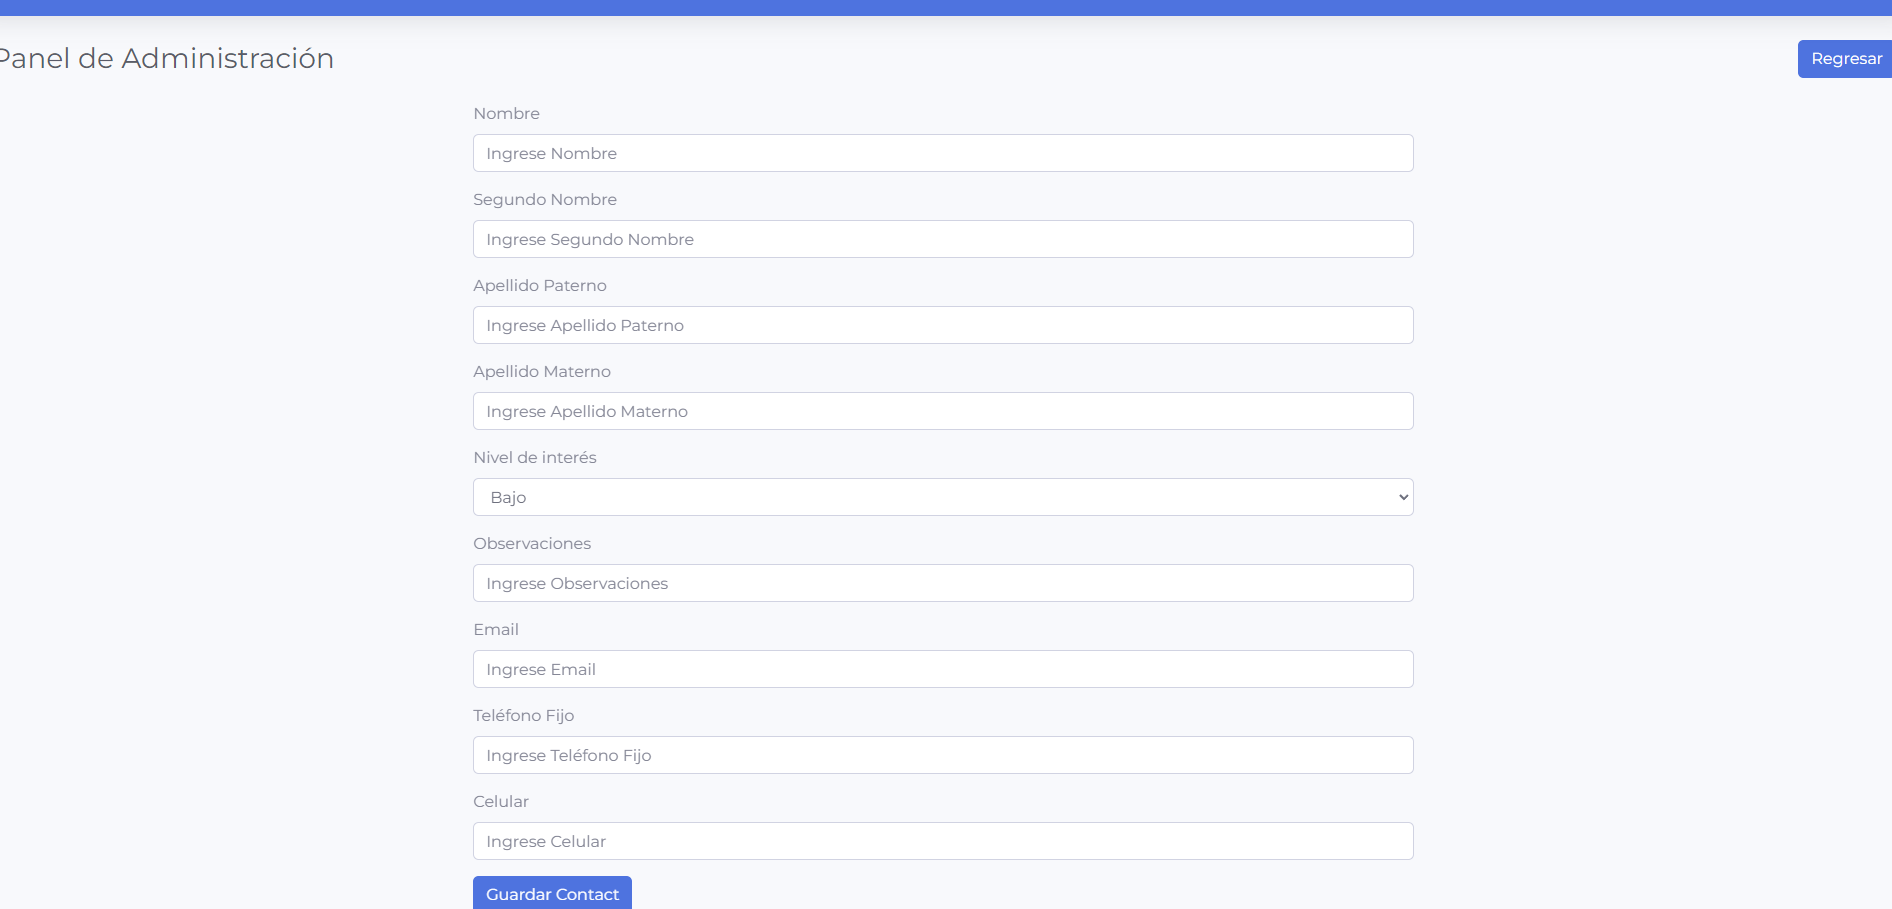 Panel de Administración
Regresar
Nombre
Ingrese Nombre
Segundo Nombre
Ingrese Segundo Nombre
Apellido Paterno
Ingrese Apellido Paterno
Apellido Materno
Ingrese Apellido Materno
Nivel de interés
Bajo
Observaciones
Ingrese Observaciones
Email
Ingrese Email
Teléfono Fijo
Ingrese Teléfono Fijo
Celular
Ingrese Celular
Guardar Contact